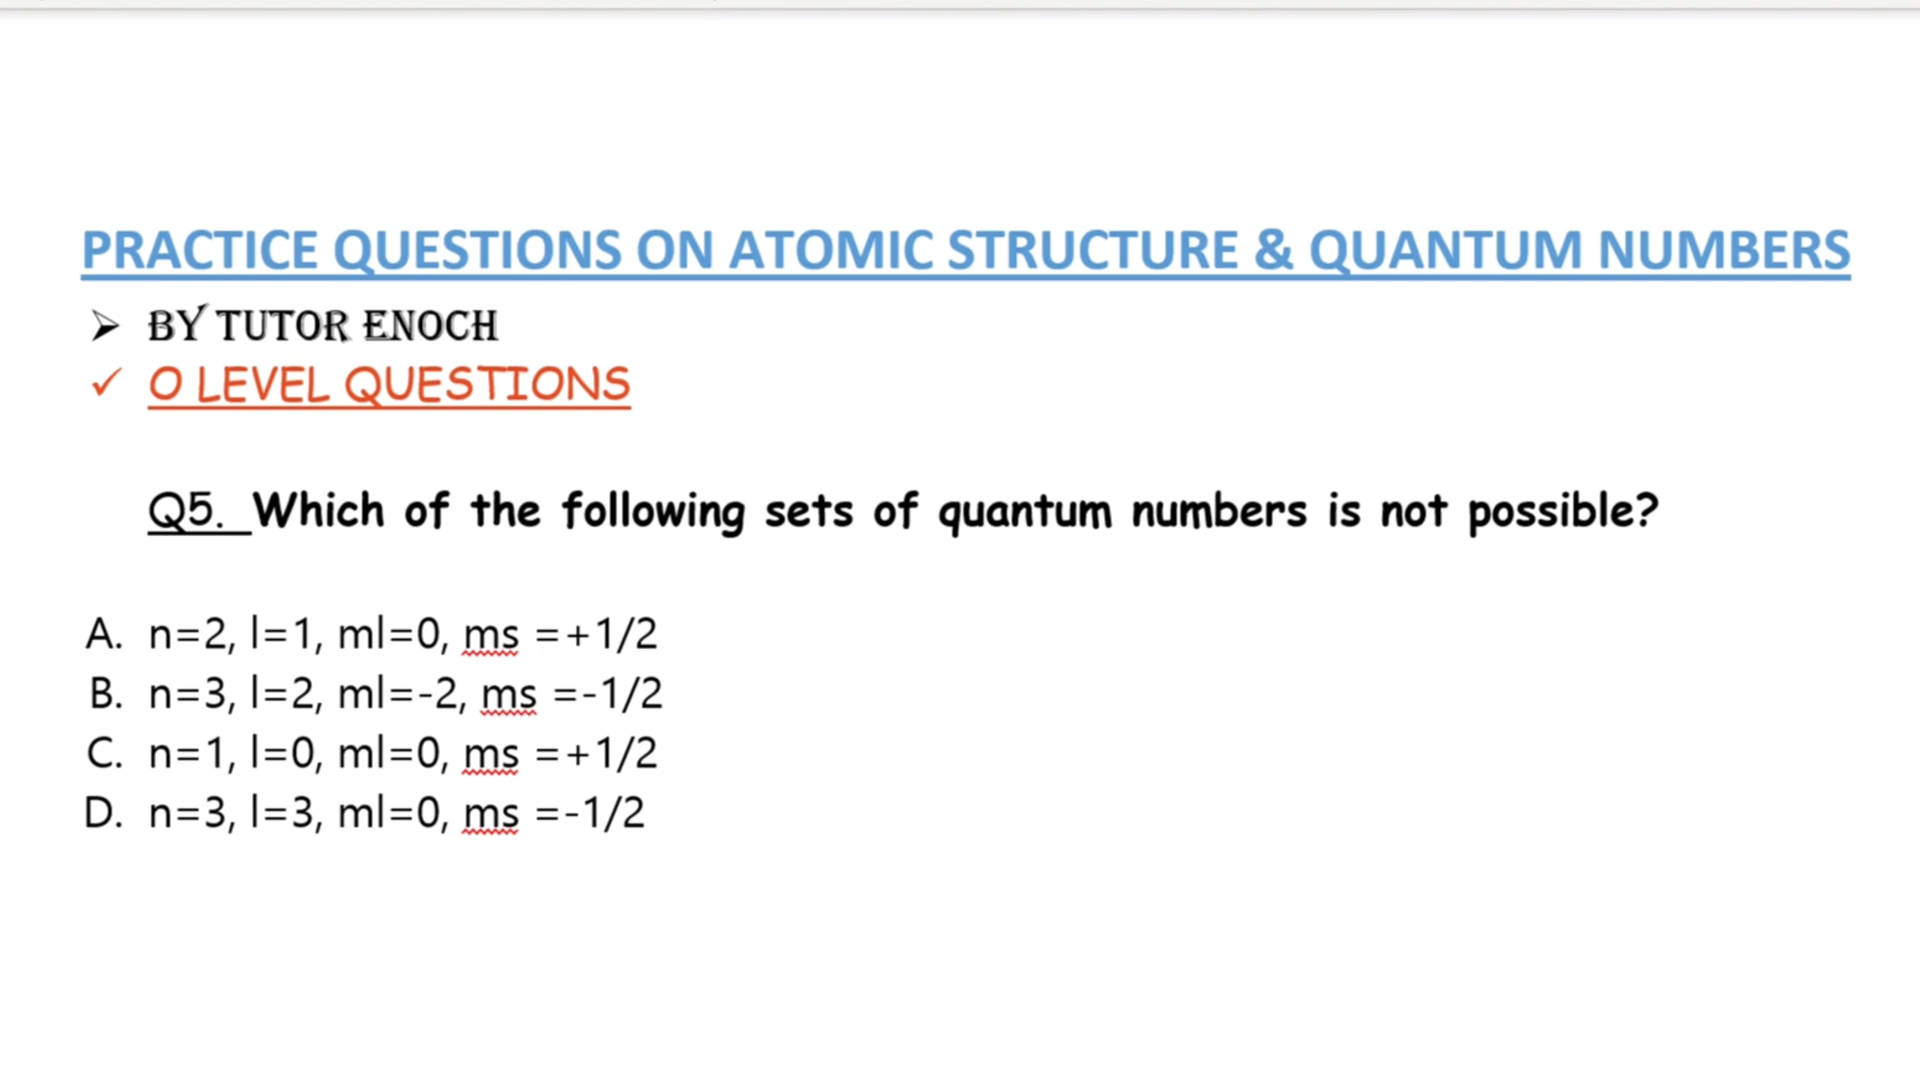 PRACTICE QUESTIONS ON ATOMIC STRUCTURE & QUANTUM NUMBERS
➢ BY TUTOR ENOCH
✓ O LEVEL QUESTIONS
Q5. Which of the following sets of quantum numbers is not possible?
A. n=2, l=1, ml=0, ms =+1/2
B. n=3, l=2, ml=-2, ms =-1/2
C. n=1, l=0, ml=0, ms =+1/2
D. n=3, l=3, ml=0, ms =-1/2